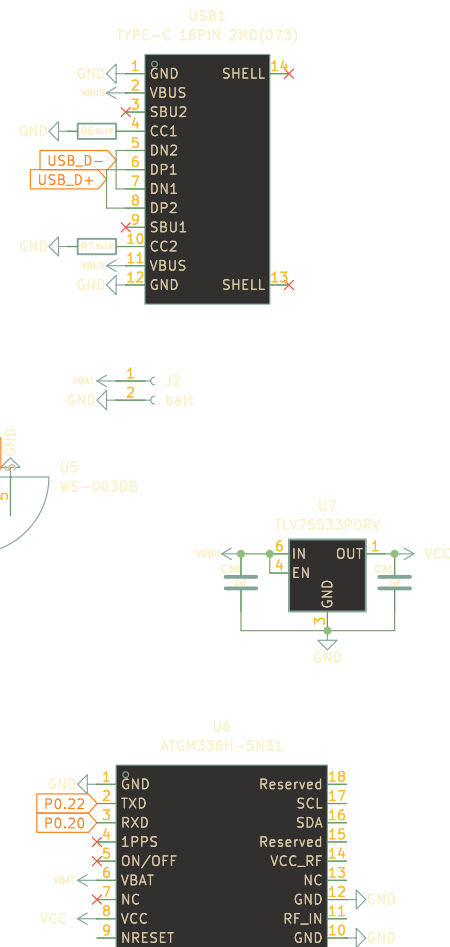 USB1
TYPE-C 16PIN 2MD(073)
GND 1 GND SHELL 14
VBUS 2 VBUS
3 SBU2
GND R6 5k1R 4 CC1
USB_D- 5 DN2
USB_D+ 6 DP1
7 DN1
8 DP2
9 SBU1
GND R7 5k1R 10 CC2
VBUS 11 VBUS
GND 12 GND SHELL 13
VBAT 1 J2
GND 2 batt
GND
U5
WS-003DB
5
U7
TLV75533PDRV
VDDH 6 IN OUT 1 VCC
4 EN
C30 C31
GND
3
GND
U6
ATGM336H-5N31
GND 1 GND Reserved 18
P0.22 2 TXD SCL 17
P0.20 3 RXD SDA 16
4 1PPS Reserved 15
5 ON/OFF VCC_RF 14
VBAT 6 VBAT NC 13
7 NC GND 12 GND
VCC 8 VCC RF_IN 11
9 NRESET GND 10 GND